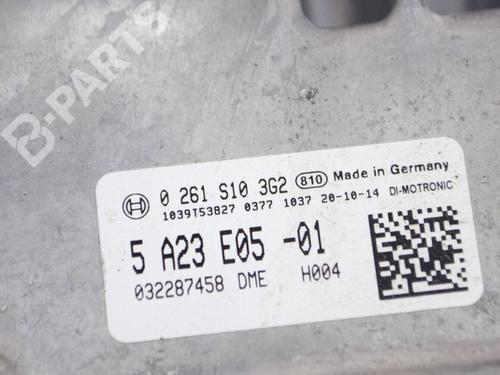 B-PARTS
0 261 S10 3G2 810 Made in Germany
1039T53827 0377 1037 20-10-14 DI-MOTRONIC
5 A23 E05 -01
032287458 DME H004